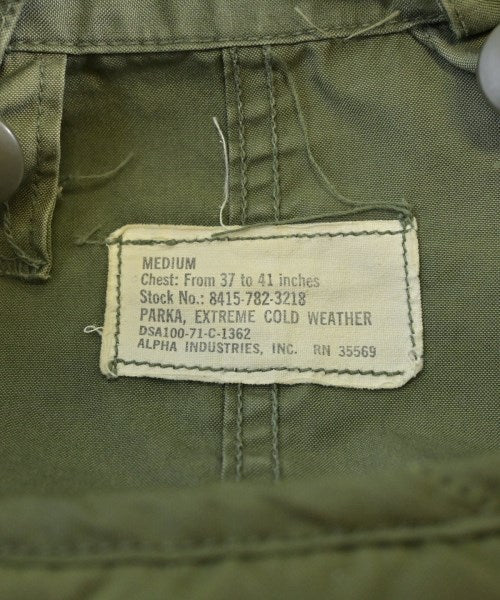 MEDIUM
Chest: From 37 to 41 inches
Stock No.: 8415-782-3218
PARKA, EXTREME COLD WEATHER
DSA100-71-C-1362
ALPHA INDUSTRIES, INC. RN 35569